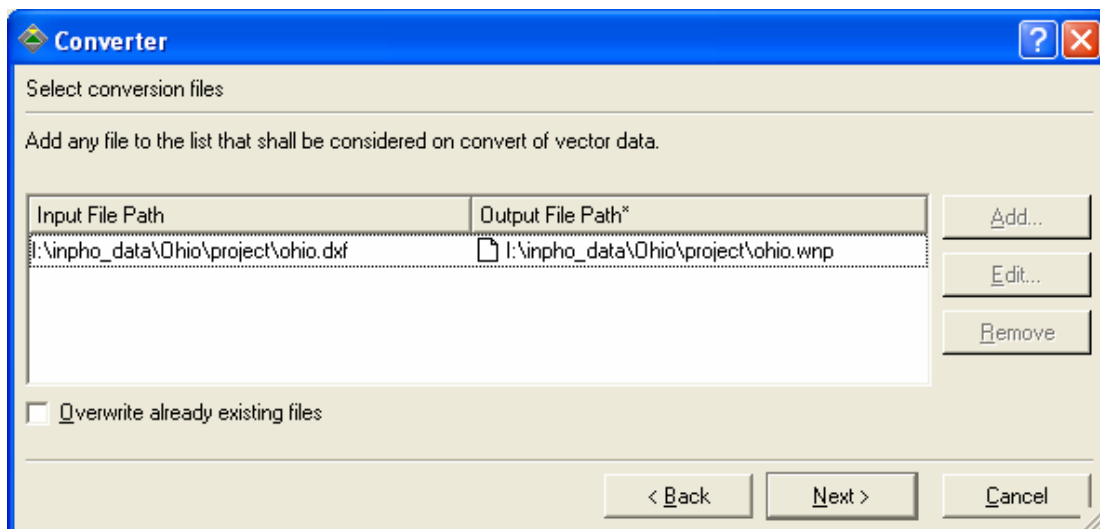 Converter
Select conversion files
Add any file to the list that shall be considered on convert of vector data.
Input File Path Output File Path*
I:\inpho_data\Ohio\project\ohio.dxf I:\inpho_data\Ohio\project\ohio.wnp
Add...
Edit...
Remove
Overwrite already existing files
< Back Next > Cancel